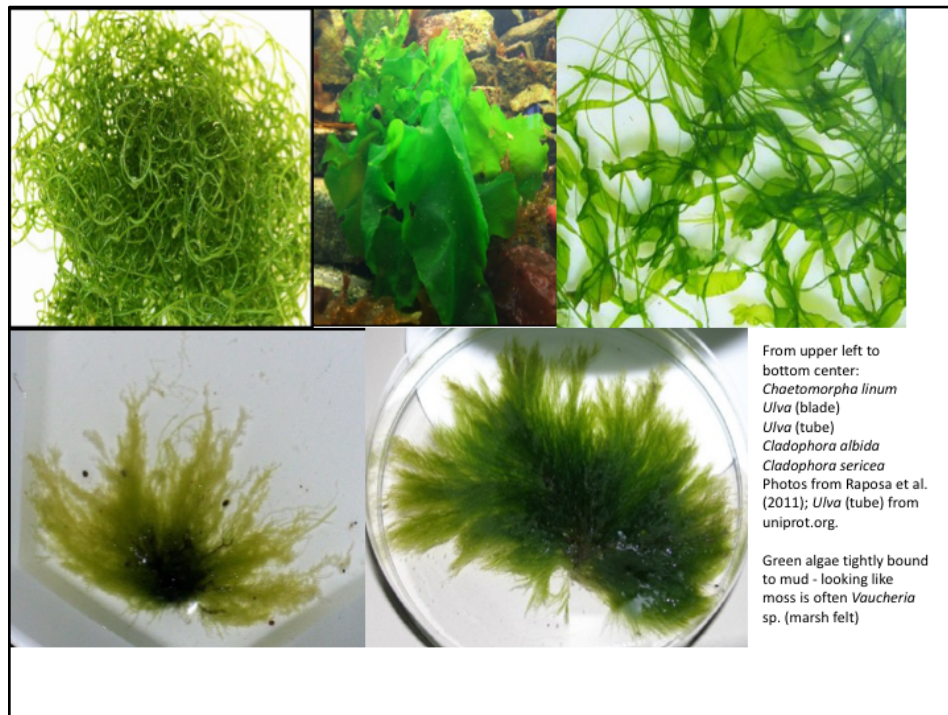 From upper left to
bottom center:
Chaetomorpha linum
Ulva (blade)
Ulva (tube)
Cladophora albida
Cladophora sericea
Photos from Raposa et al.
(2011); Ulva (tube) from
uniprot.org.
Green algae tightly bound
to mud - looking like
moss is often Vaucheria
sp. (marsh felt)